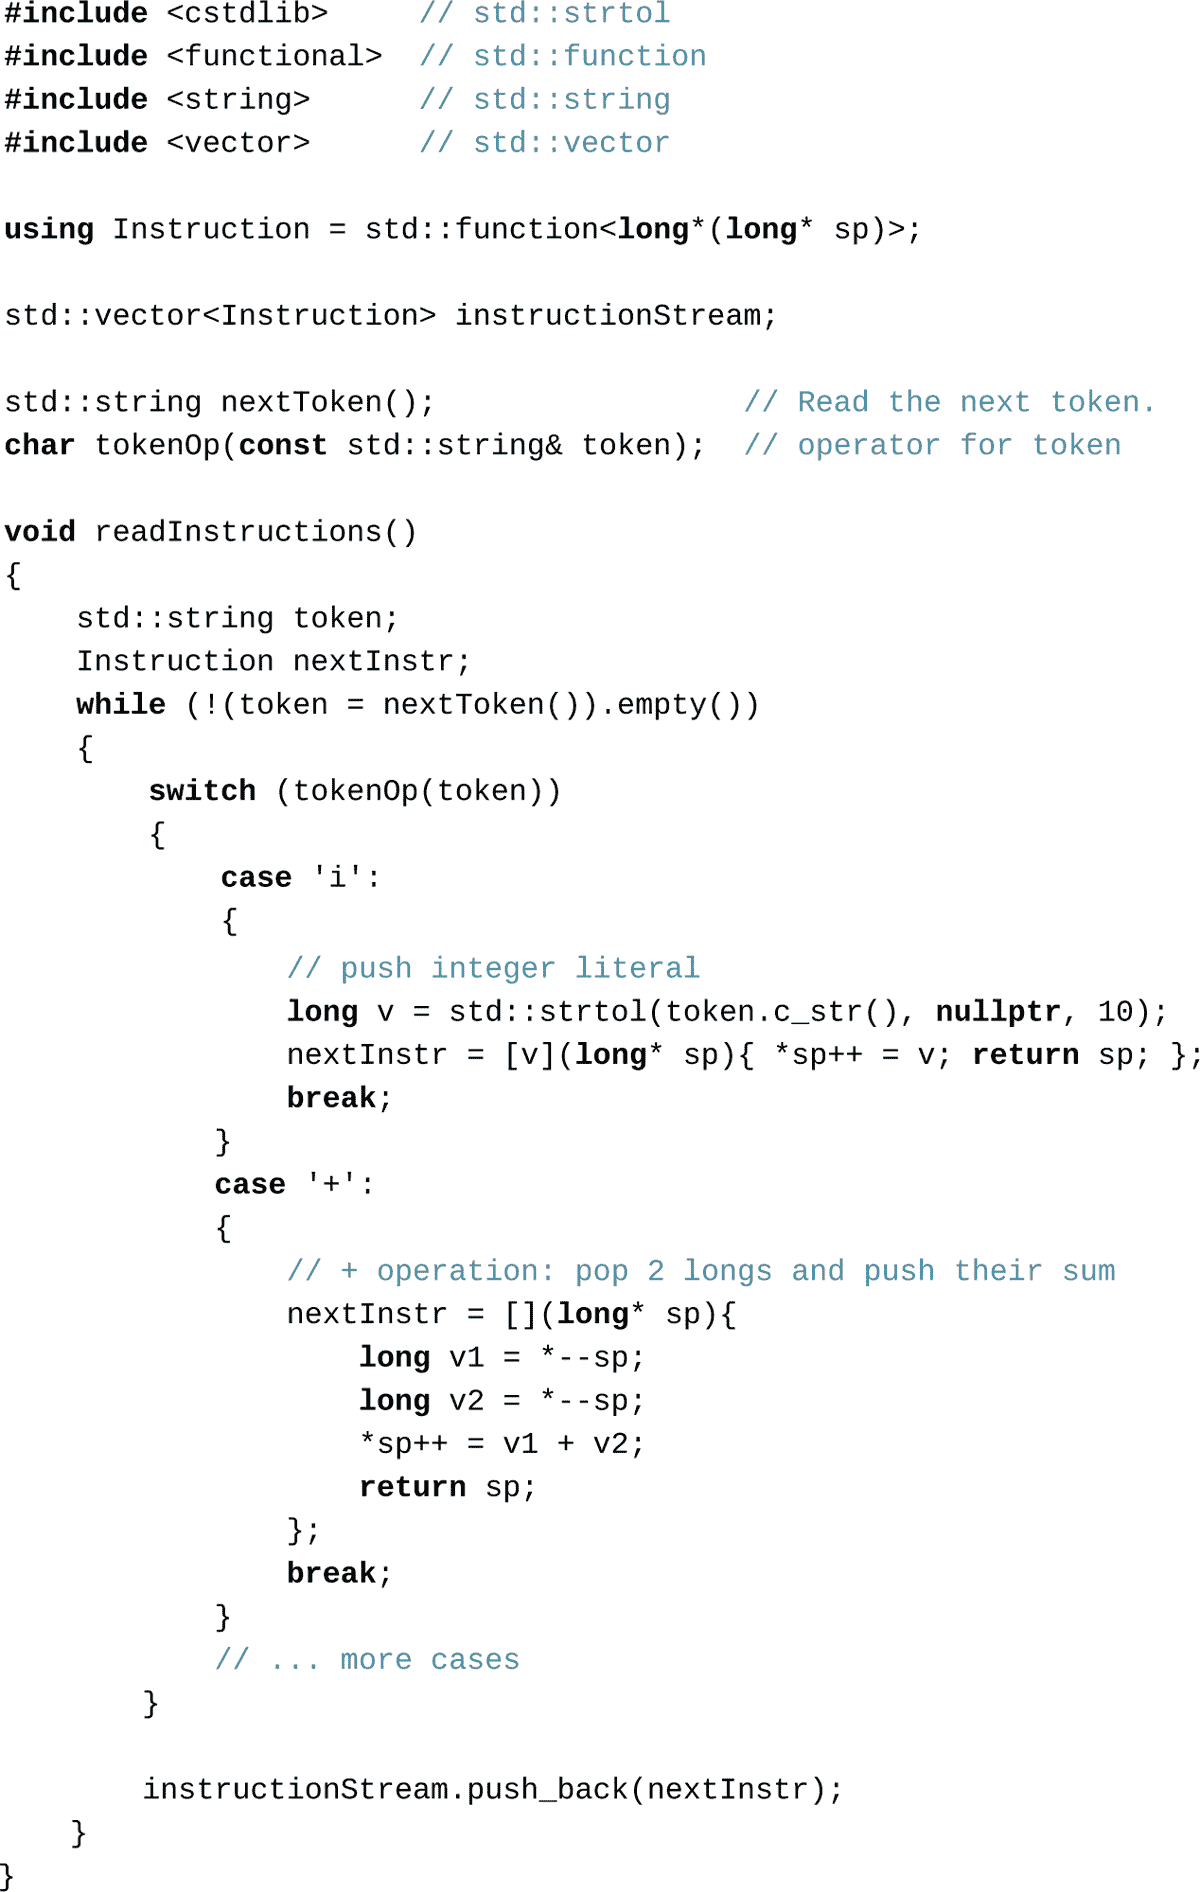 #include <cstdlib>     // std::strtol
#include <functional>  // std::function
#include <string>      // std::string
#include <vector>      // std::vector

using Instruction = std::function<long*(long* sp)>;

std::vector<Instruction> instructionStream;

std::string nextToken();                 // Read the next token.
char tokenOp(const std::string& token);  // operator for token

void readInstructions()
{
    std::string token;
    Instruction nextInstr;
    while (!(token = nextToken()).empty())
    {
        switch (tokenOp(token))
        {
            case 'i':
            {
                // push integer literal
                long v = std::strtol(token.c_str(), nullptr, 10);
                nextInstr = [v](long* sp){ *sp++ = v; return sp; };
                break;
            }
            case '+':
            {
                // + operation: pop 2 longs and push their sum
                nextInstr = [](long* sp){
                    long v1 = *--sp;
                    long v2 = *--sp;
                    *sp++ = v1 + v2;
                    return sp;
                };
                break;
            }
            // ... more cases
        }

        instructionStream.push_back(nextInstr);
    }
}